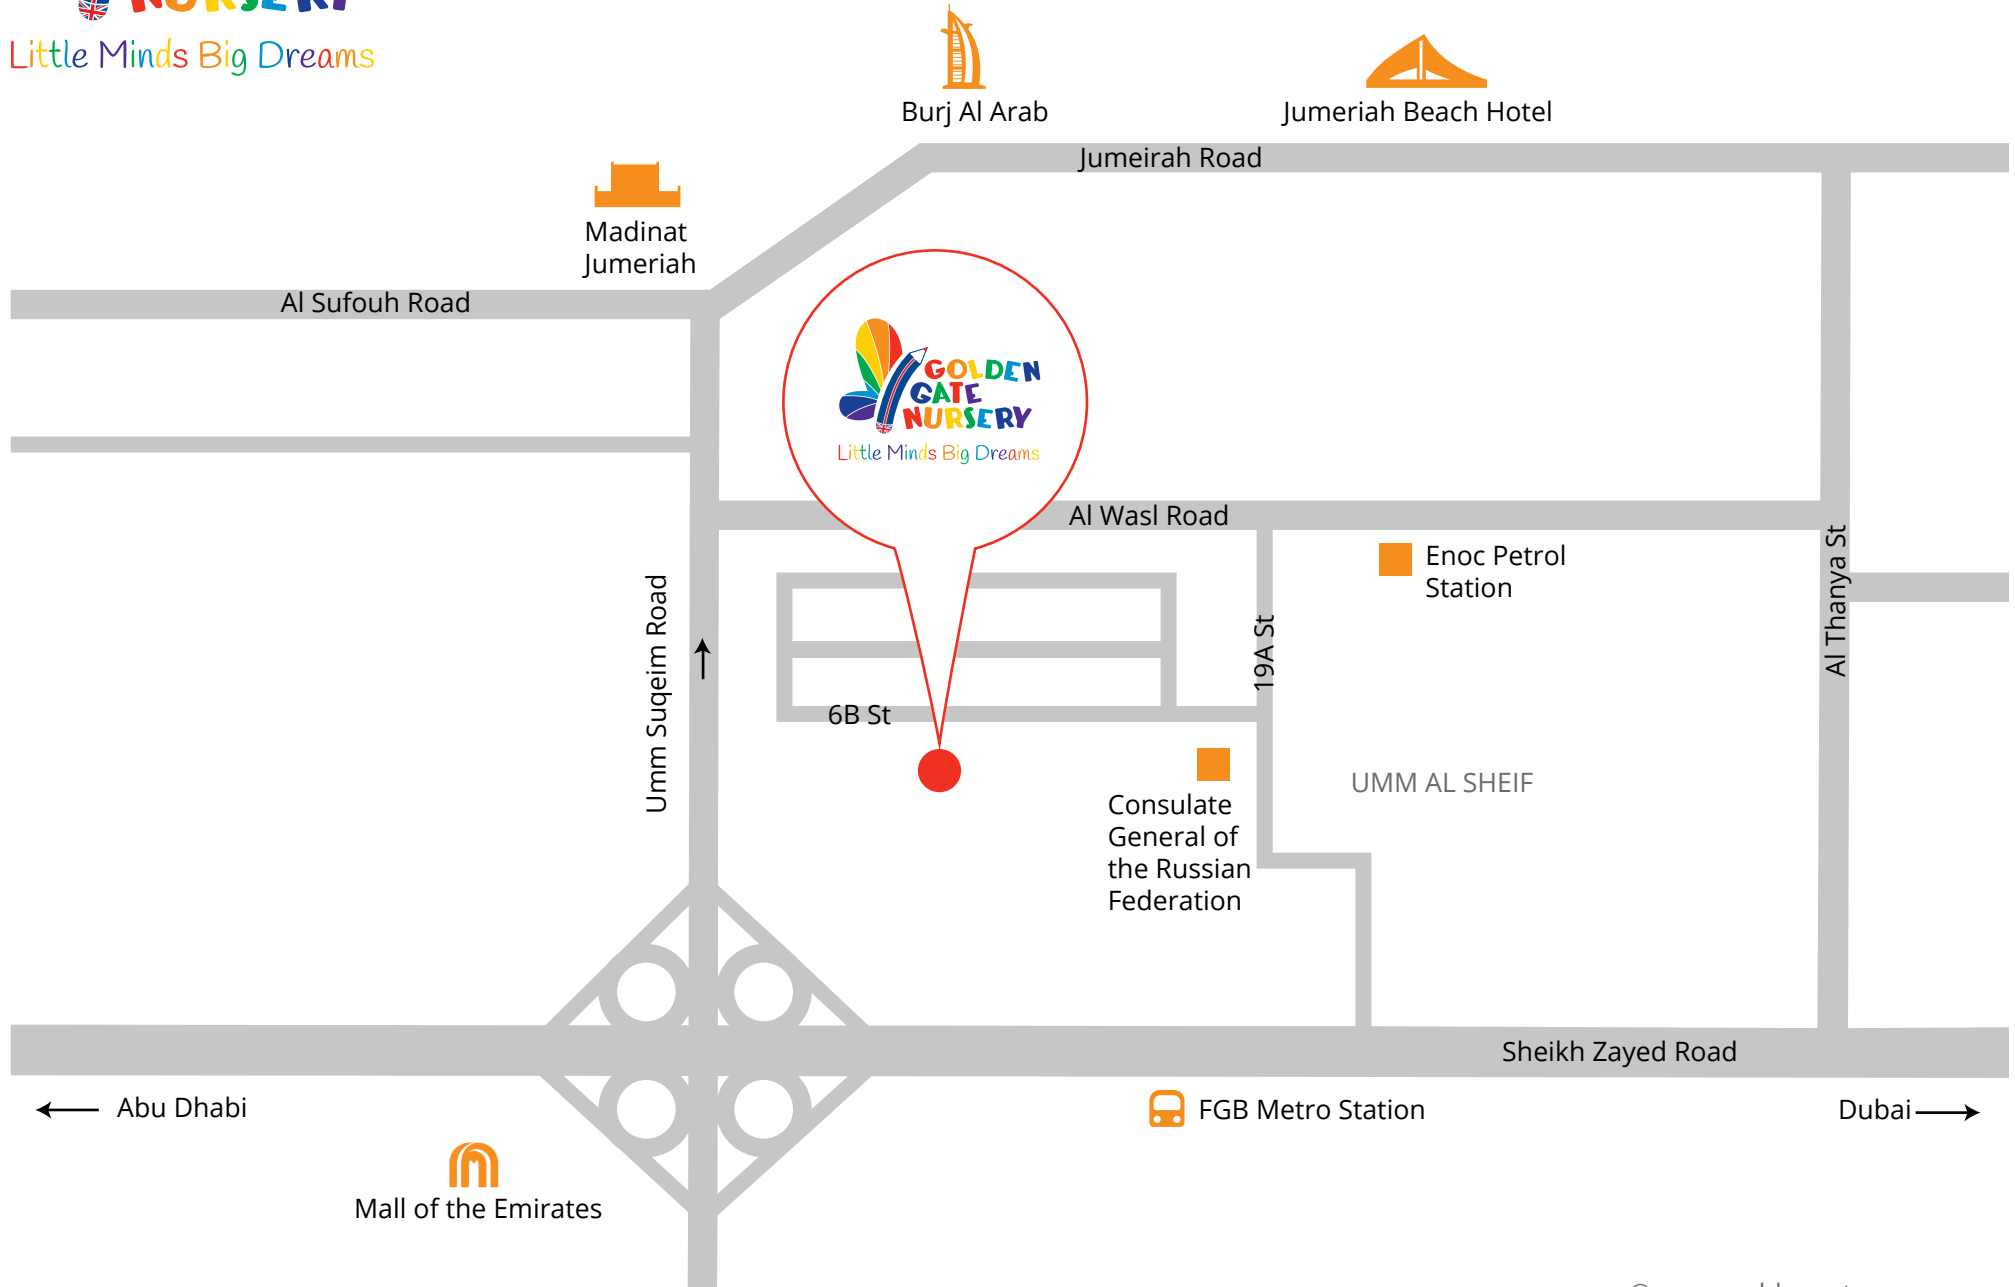 NURSERY
Little Minds Big Dreams
Burj Al Arab
Jumeriah Beach Hotel
Jumeirah Road
Madinat
Jumeriah
Al Sufouh Road
GOLDEN
GATE
NURSERY
Little Minds Big Dreams
Al Wasl Road
Enoc Petrol
Station
Umm Suqeim Road
19A St
Al Thanya St
6B St
UMM AL SHEIF
Consulate
General of
the Russian
Federation
Sheikh Zayed Road
Abu Dhabi
FGB Metro Station
Dubai
Mall of the Emirates